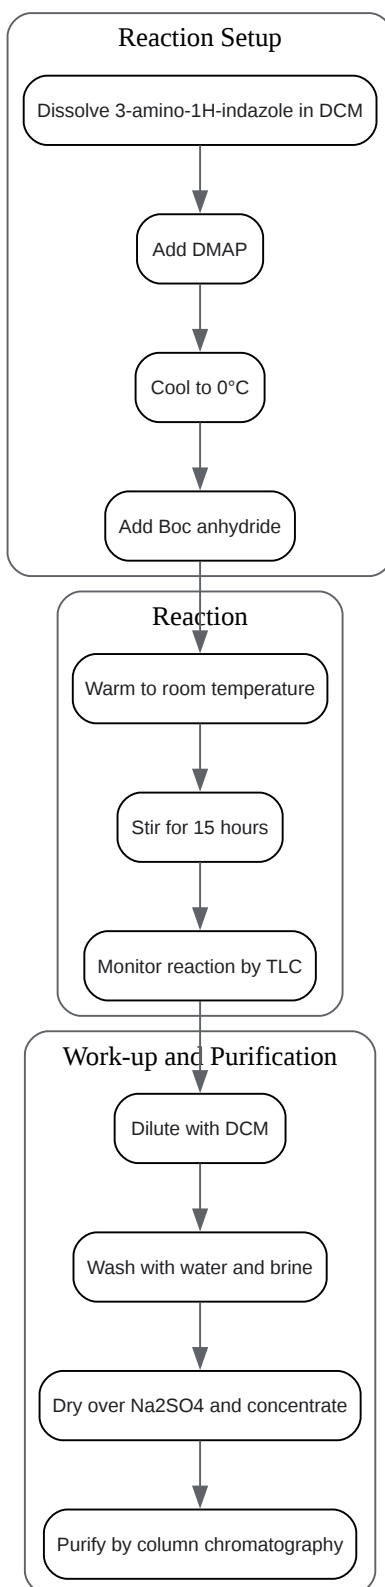 Reaction Setup
Dissolve 3-amino-1H-indazole in DCM
Add DMAP
Cool to 0°C
Add Boc anhydride
Reaction
Warm to room temperature
Stir for 15 hours
Monitor reaction by TLC
Work-up and Purification
Dilute with DCM
Wash with water and brine
Dry over Na2SO4 and concentrate
Purify by column chromatography